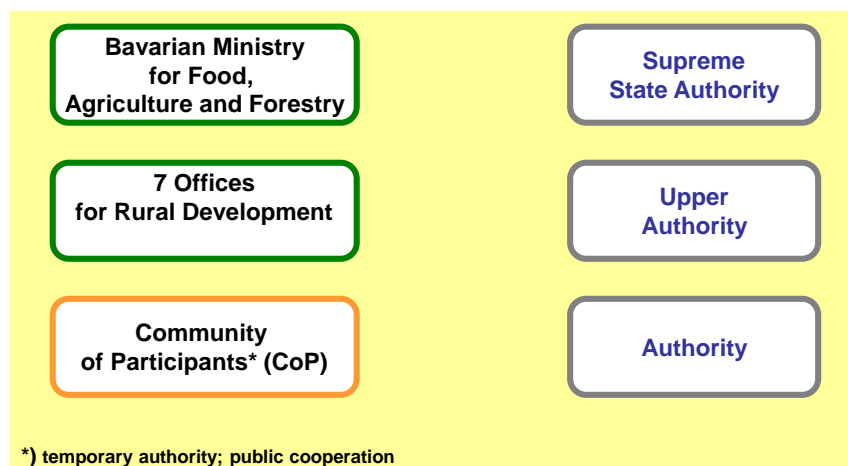 Bavarian Ministry
for Food,
Agriculture and Forestry
Supreme
State Authority
7 Offices
for Rural Development
Upper
Authority
Community
of Participants* (CoP)
Authority
*) temporary authority; public cooperation